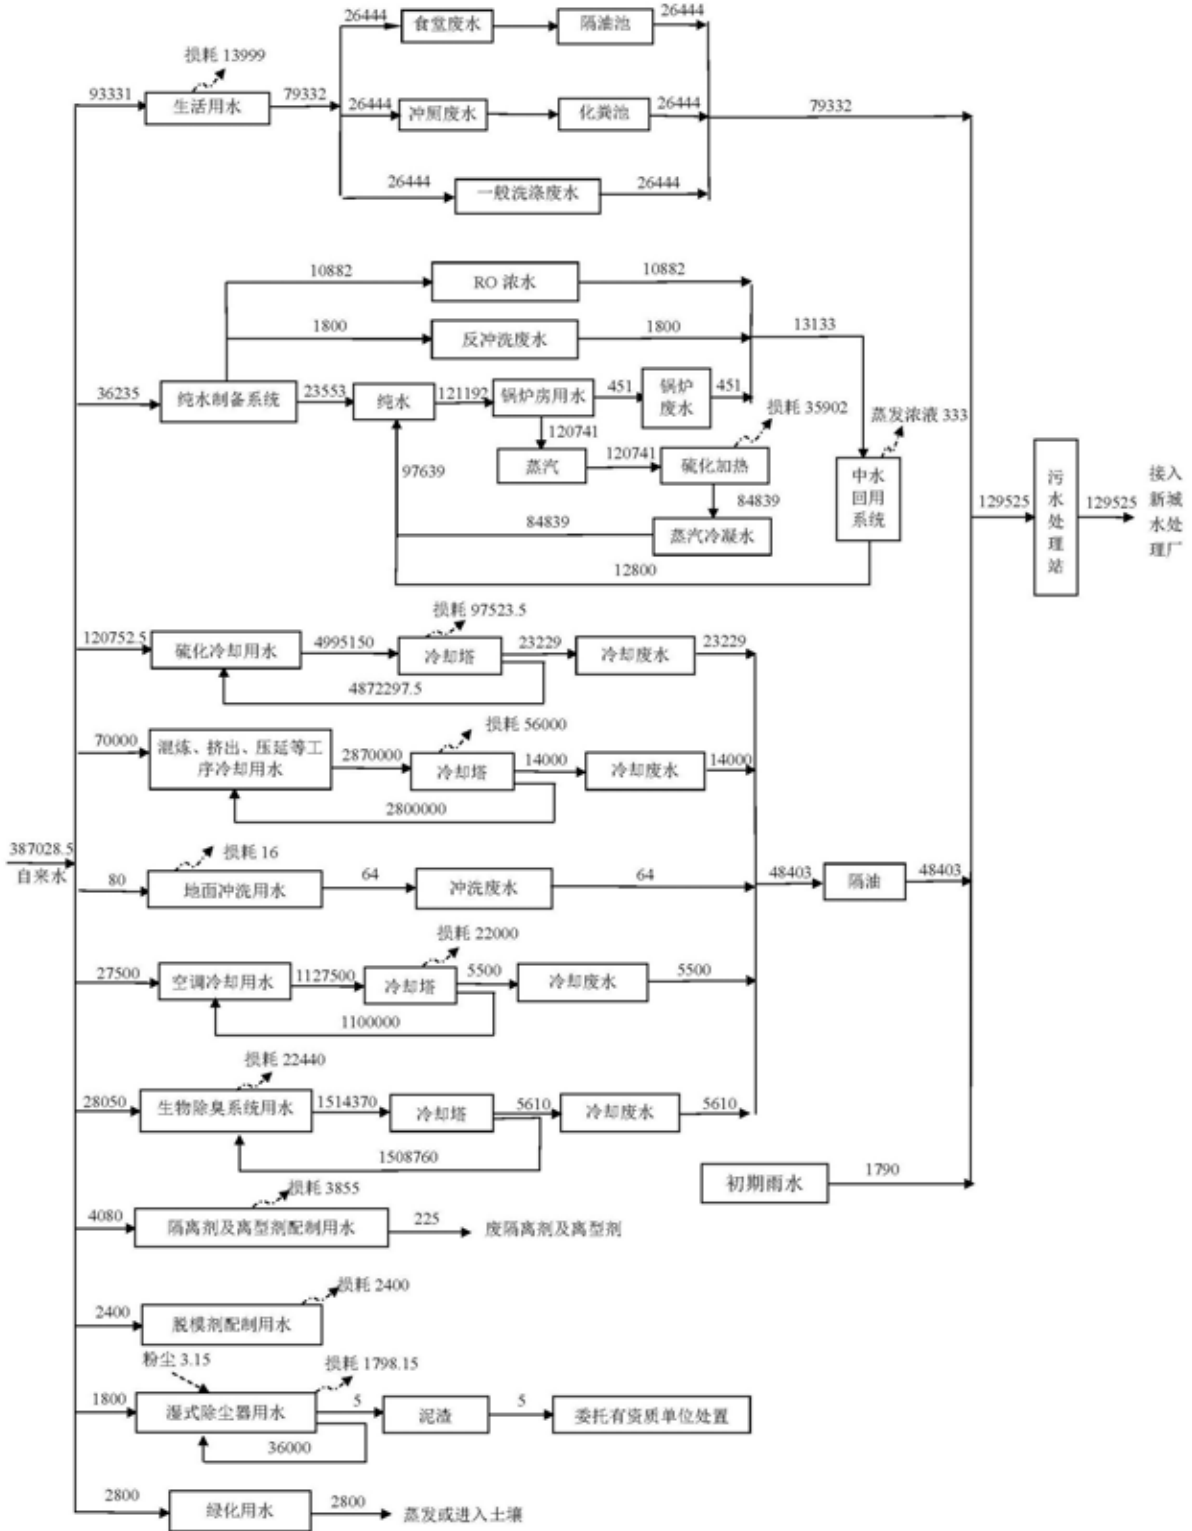 26444
食堂废水
隔油池
26444
损耗 13999
93331
生活用水
79332
26444
冲厕废水
化粪池
26444
79332
26444
一般洗涤废水
26444
10882
RO 浓水
10882
1800
反冲洗废水
1800
13133
36235
纯水制备系统
23553
纯水
121192
锅炉房用水
451
锅炉
废水
451
损耗 35902
蒸发浓液 333
120741
蒸汽
120741
硫化加热
97639
84839
84839
蒸汽冷凝水
中水
回用
系统
12800
129525
污
水
处
理
站
129525
接入
新城
水处
理厂
损耗 97523.5
120752.5
硫化冷却用水
4995150
冷却塔
23229
冷却废水
23229
4872297.5
损耗 56000
70000
混炼、挤出、压延等工
序冷却用水
2870000
冷却塔
14000
冷却废水
14000
2800000
387028.5
自来水
损耗 16
80
地面冲洗用水
64
冲洗废水
64
48403
隔油
48403
损耗 22000
27500
空调冷却用水
1127500
冷却塔
5500
冷却废水
5500
1100000
损耗 22440
28050
生物除臭系统用水
1514370
冷却塔
5610
冷却废水
5610
1508760
初期雨水
1790
损耗 3855
4080
隔离剂及离型剂配制用水
225
废隔离剂及离型剂
损耗 2400
2400
脱模剂配制用水
粉尘 3.15
损耗 1798.15
1800
湿式除尘器用水
5
泥渣
5
委托有资质单位处置
36000
2800
绿化用水
2800
蒸发或进入土壤